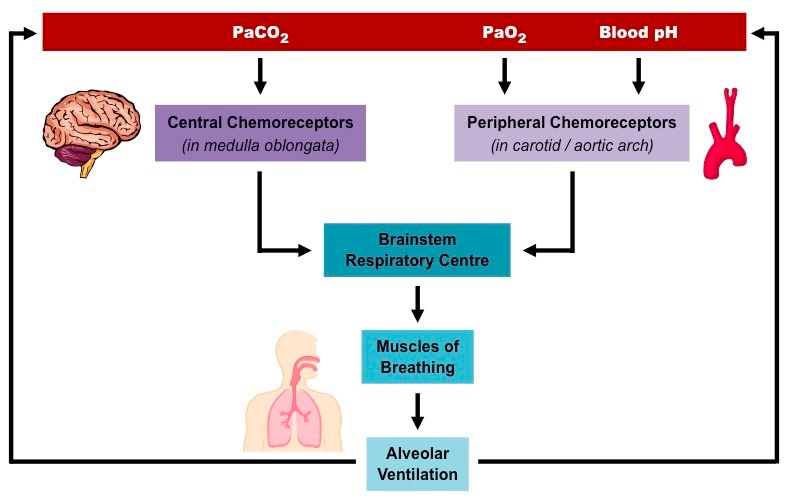 PaCO₂ PaO₂ Blood pH
Central Chemoreceptors
(in medulla oblongata)
Peripheral Chemoreceptors
(in carotid / aortic arch)
Brainstem
Respiratory Centre
Muscles of
Breathing
Alveolar
Ventilation